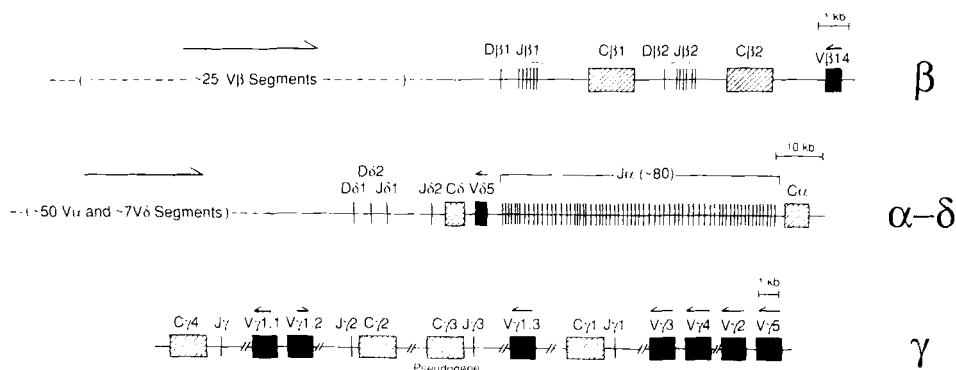 1 kb
Dβ1 Jβ1 Cβ1 Dβ2 Jβ2 Cβ2 Vβ14
--- ( ~25 Vβ Segments )
β
10 kb
Dδ2 Jα (~80)
Dδ1 Jδ1 Jδ2 Cδ Vδ5 Cα
( ~50 Vα and ~7Vδ Segments )
α–δ
1 kb
Cγ4 Jγ Vγ1.1 Vγ1.2 Jγ2 Cγ2 Cγ3 Jγ3 Vγ1.3 Cγ1 Jγ1 Vγ3 Vγ4 Vγ2 Vγ5
Pseudogene
γ